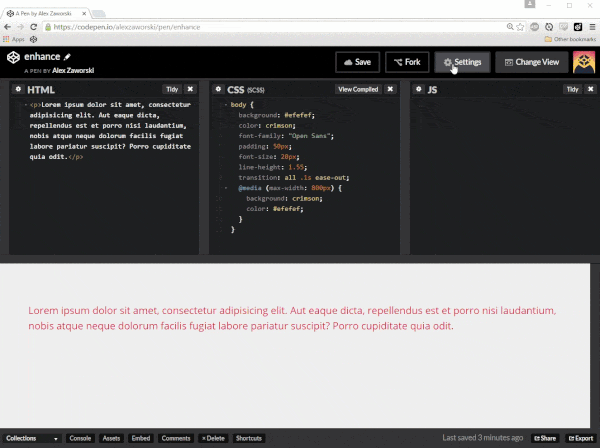 A Pen by Alex Zaworski
https://codepen.io/alexzaworski/pen/enhance
Apps
Other bookmarks
enhance
A PEN BY Alex Zaworski
Save
Fork
Settings
Change View
HTML
Tidy
<p>Lorem ipsum dolor sit amet, consectetur
adipisicing elit. Aut eaque dicta,
repellendus est et porro nisi laudantium,
nobis atque neque dolorum facilis fugiat
labore pariatur suscipit? Porro cupiditate
quia odit.</p>
CSS (SCSS)
View Compiled
body {
background: #efefef;
color: crimson;
font-family: "Open Sans";
padding: 50px;
font-size: 20px;
line-height: 1.55;
transition: all .1s ease-out;
@media (max-width: 800px) {
background: crimson;
color: #efefef;
}
}
JS
Tidy
Lorem ipsum dolor sit amet, consectetur adipisicing elit. Aut eaque dicta, repellendus est et porro nisi laudantium,
nobis atque neque dolorum facilis fugiat labore pariatur suscipit? Porro cupiditate quia odit.
Collections
Console
Assets
Embed
Comments
× Delete
Shortcuts
Last saved 3 minutes ago
Share
Export